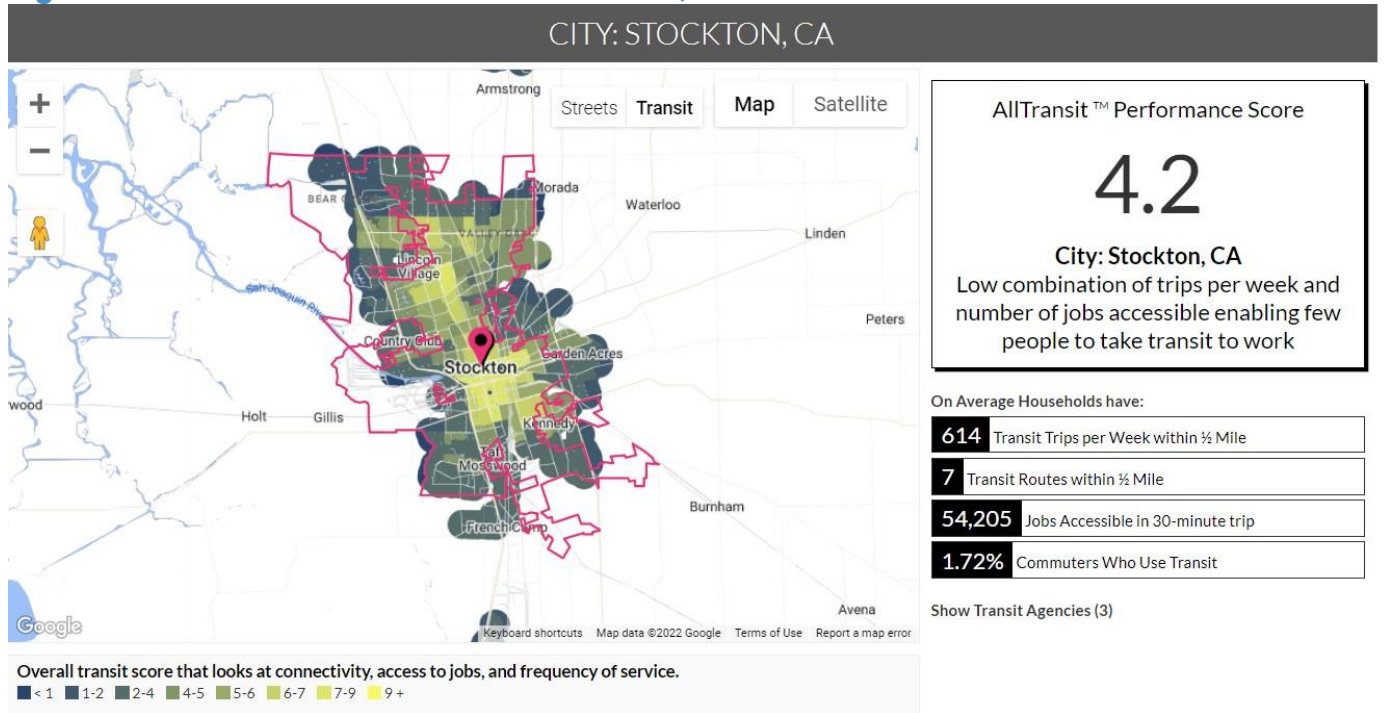 CITY: STOCKTON, CA
+
−
Streets Transit
Map Satellite
Armstrong
Morada
Waterloo
BEAR
Linden
Lincoln
Village
San Joaquin River
Peters
Country Club
Garden Acres
Stockton
wood
Holt
Gillis
Kennedy
Taft
Mosswood
Burnham
French Camp
Avena
Google
Keyboard shortcuts Map data ©2022 Google Terms of Use Report a map error
Overall transit score that looks at connectivity, access to jobs, and frequency of service.
< 1 1-2 2-4 4-5 5-6 6-7 7-9 9 +
AllTransit ™ Performance Score
4.2
City: Stockton, CA
Low combination of trips per week and
number of jobs accessible enabling few
people to take transit to work
On Average Households have:
614 Transit Trips per Week within ½ Mile
7 Transit Routes within ½ Mile
54,205 Jobs Accessible in 30-minute trip
1.72% Commuters Who Use Transit
Show Transit Agencies (3)